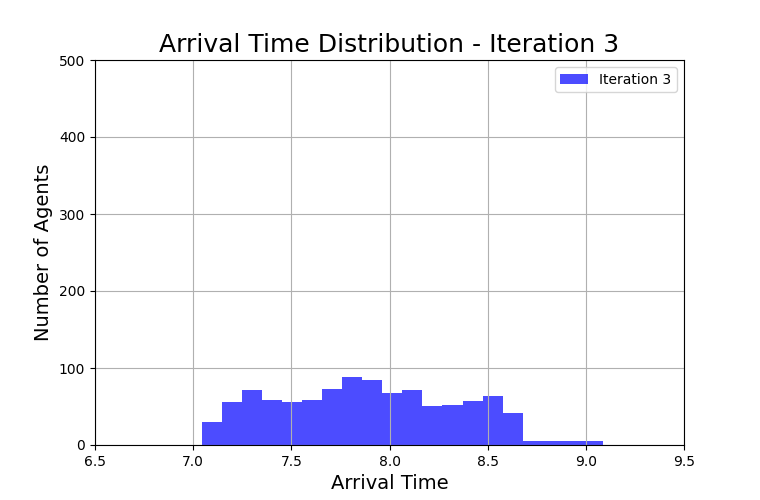 Arrival Time Distribution - Iteration 3
Iteration 3
Number of Agents
500
400
300
200
100
0
6.5 7.0 7.5 8.0 8.5 9.0 9.5
Arrival Time